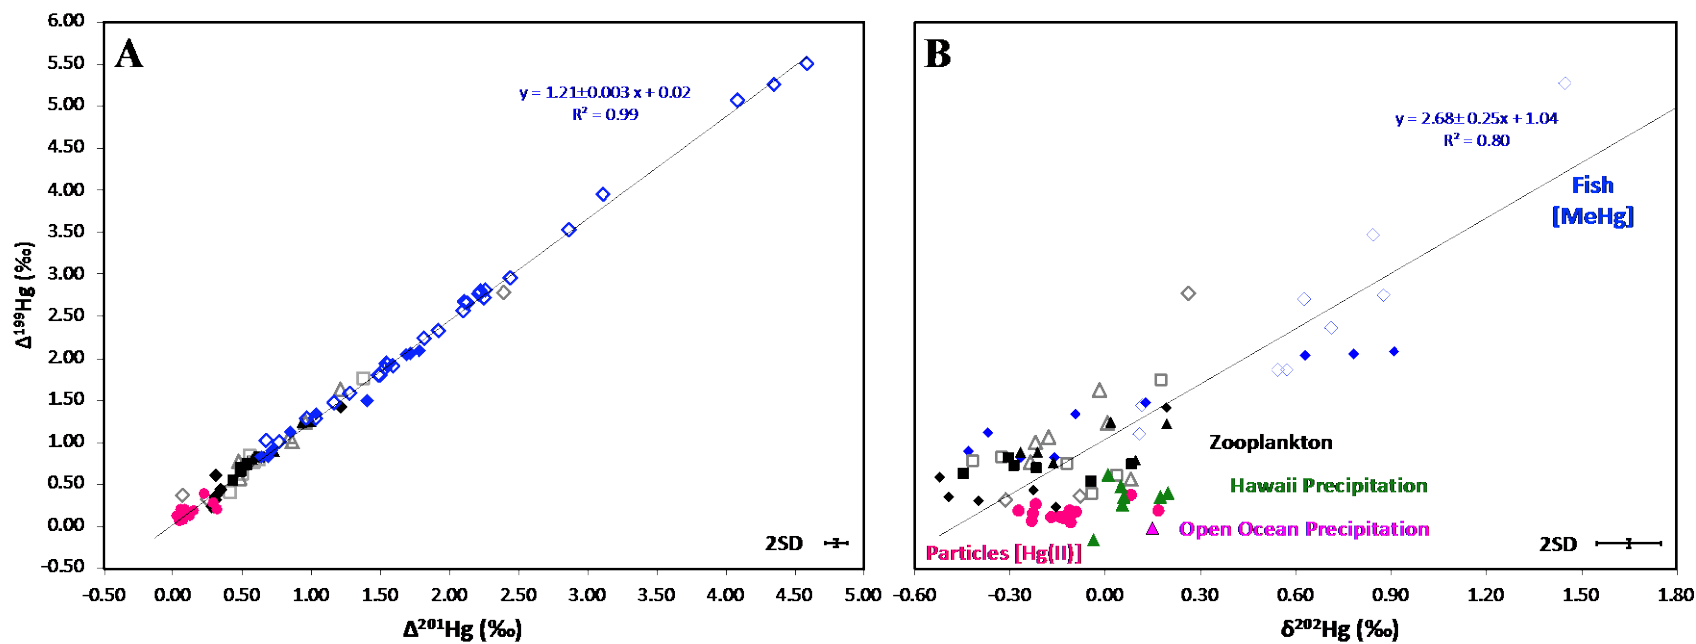 A
6.00
5.50
5.00
4.50
4.00
3.50
3.00
2.50
2.00
1.50
1.00
0.50
0.00
-0.50
Δ¹⁹⁹Hg (‰)
y = 1.21±0.003 x + 0.02
R² = 0.99
2SD
-0.50 0.00 0.50 1.00 1.50 2.00 2.50 3.00 3.50 4.00 4.50 5.00
Δ²⁰¹Hg (‰)
B
y = 2.68± 0.25x + 1.04
R² = 0.80
Fish
[MeHg]
Zooplankton
Hawaii Precipitation
Open Ocean Precipitation
Particles [Hg(II)]
2SD
-0.60 -0.30 0.00 0.30 0.60 0.90 1.20 1.50 1.80
δ²⁰²Hg (‰)